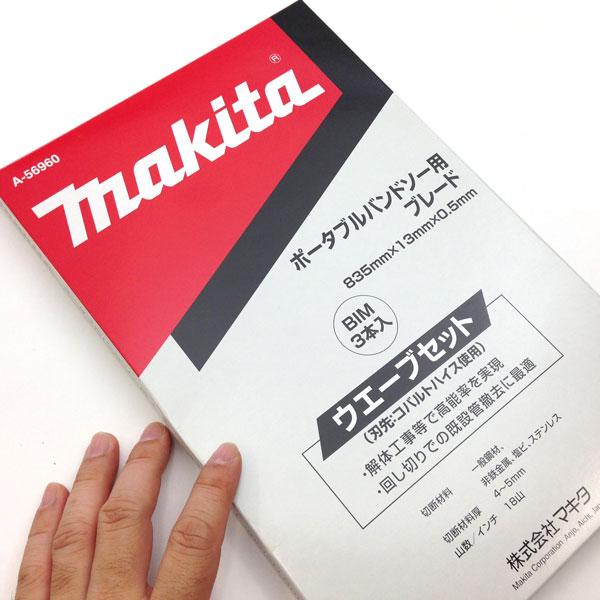 A-56960
makita®
ポータブルバンドソー用
ブレード
835mm×13mm×0.5mm
BIM
3本入
ウエーブセット
(刃先:コバルトハイス使用)
・解体工事等で高能率を実現
・回し切りでの既設管撤去に最適
切断材料 一般鋼材、
非鉄金属、塩ビ、ステンレス
切断材料厚 4~5mm
山数/インチ 18山
株式会社マキタ
Makita Corporation Anjo, Aichi,